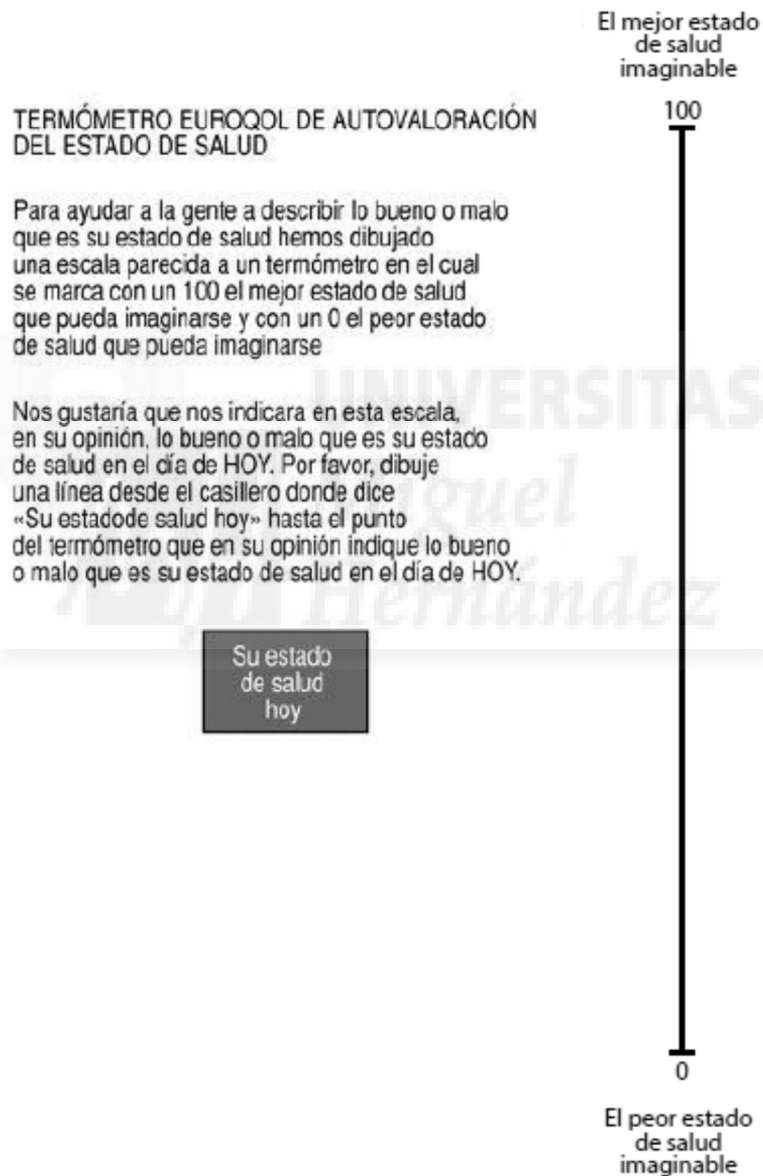 El mejor estado
de salud
imaginable
100
TERMÓMETRO EUROQOL DE AUTOVALORACIÓN
DEL ESTADO DE SALUD
Para ayudar a la gente a describir lo bueno o malo
que es su estado de salud hemos dibujado
una escala parecida a un termómetro en el cual
se marca con un 100 el mejor estado de salud
que pueda imaginarse y con un 0 el peor estado
de salud que pueda imaginarse
UNIVERSITAS
Miguel
Hernández
Nos gustaría que nos indicara en esta escala,
en su opinión, lo bueno o malo que es su estado
de salud en el día de HOY. Por favor, dibuje
una línea desde el casillero donde dice
«Su estadode salud hoy» hasta el punto
del termómetro que en su opinión indique lo bueno
o malo que es su estado de salud en el día de HOY.
Su estado
de salud
hoy
0
El peor estado
de salud
imaginable